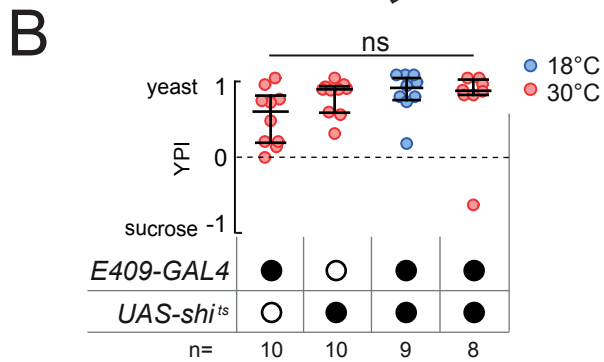 B
ns
18°C
30°C
yeast 1
YPI
0
sucrose -1
E409-GAL4
UAS-shi ts
n= 10 10 9 8